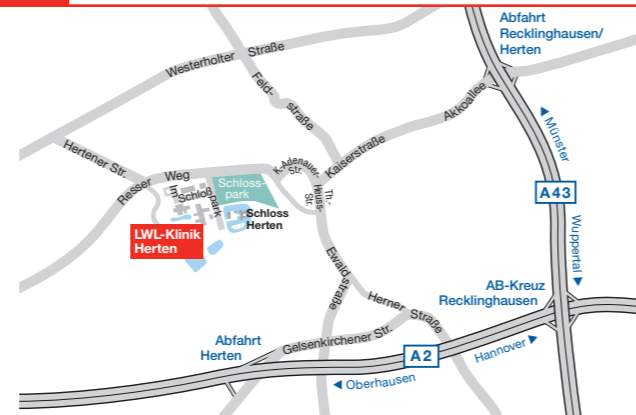 Abfahrt
Recklinghausen/
Herten
Westerholter Straße
Feld-
straße
Akkoallee
Münster
Hertener Str.
Kaiserstraße
K-Adenauer-
Str.
Resser Weg
Im
Schloß
park
Schloss-
park
Th.-
Heuss-
Str.
A43
Schloss
Herten
LWL-Klinik
Herten
Wuppertal
Ewaldstraße
AB-Kreuz
Recklinghausen
Herner Straße
Abfahrt
Herten
Gelsenkirchener Str.
A2
Hannover
Oberhausen